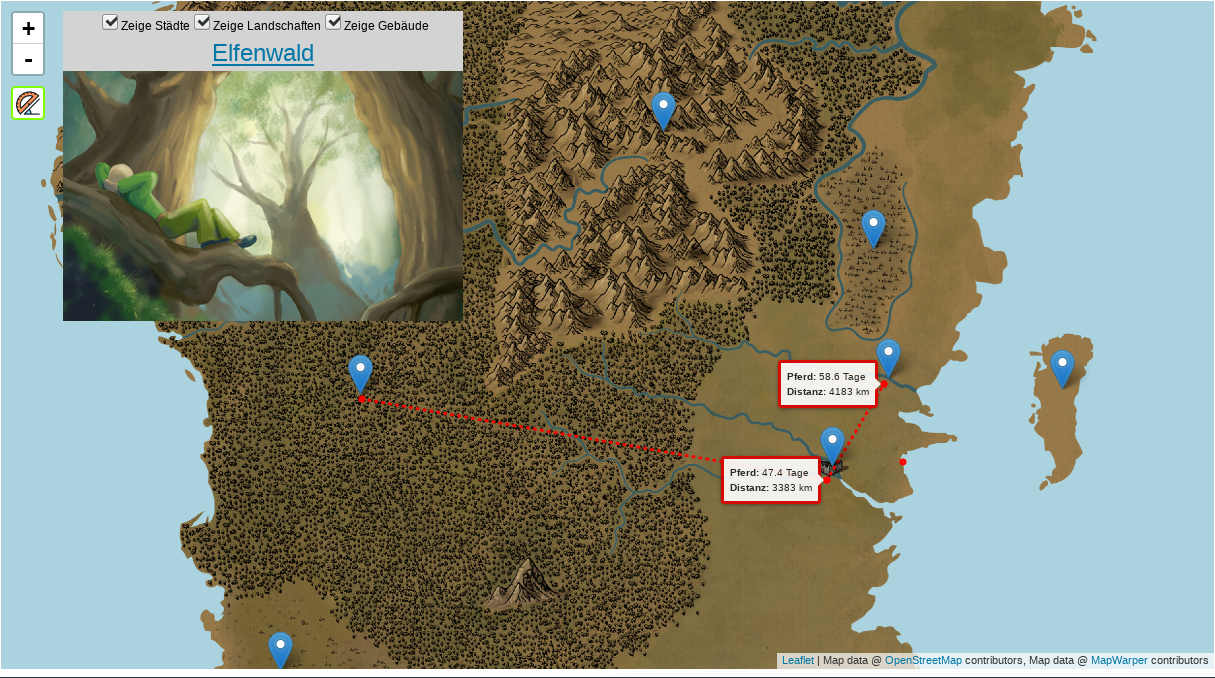 +
-
Zeige Städte Zeige Landschaften Zeige Gebäude
Elfenwald
Pferd: 58.6 Tage
Distanz: 4183 km
Pferd: 47.4 Tage
Distanz: 3383 km
Leaflet | Map data @ OpenStreetMap contributors, Map data @ MapWarper contributors